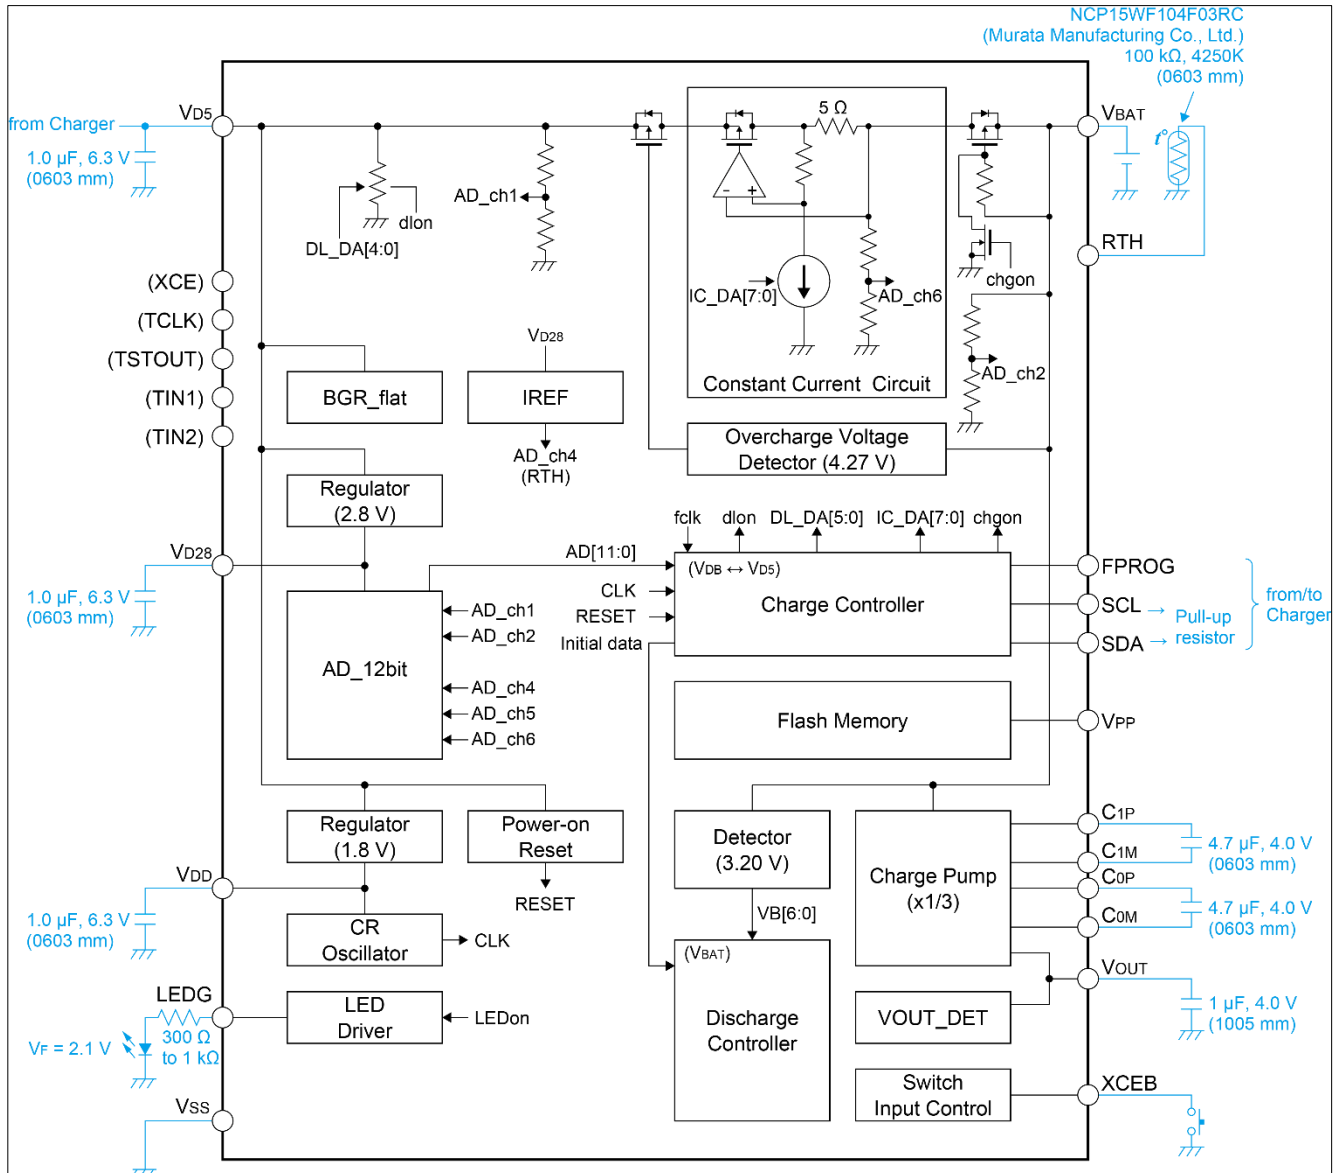 NCP15WF104F03RC
(Murata Manufacturing Co., Ltd.)
100 kΩ, 4250K
(0603 mm)
VD5
from Charger
1.0 µF, 6.3 V
(0603 mm)
DL_DA[4:0]
dlon
AD_ch1
5 Ω
- +
IC_DA[7:0]
AD_ch6
Constant Current Circuit
chgon
AD_ch2
VBAT
t°
RTH
(XCE)
(TCLK)
(TSTOUT)
(TIN1)
(TIN2)
BGR_flat
VD28
IREF
AD_ch4
(RTH)
Overcharge Voltage
Detector (4.27 V)
Regulator
(2.8 V)
VD28
1.0 µF, 6.3 V
(0603 mm)
AD[11:0]
AD_12bit
AD_ch1
AD_ch2
AD_ch4
AD_ch5
AD_ch6
fclk
dlon
DL_DA[5:0]
IC_DA[7:0]
chgon
(VDB ↔ VD5)
Charge Controller
CLK
RESET
Initial data
FPROG
SCL →
SDA →
Pull-up
resistor
from/to
Charger
Flash Memory
VPP
Regulator
(1.8 V)
Power-on
Reset
RESET
VDD
1.0 µF, 6.3 V
(0603 mm)
CR
Oscillator
CLK
Detector
(3.20 V)
VB[6:0]
Charge Pump
(x1/3)
C1P
C1M
4.7 µF, 4.0 V
(0603 mm)
C0P
C0M
4.7 µF, 4.0 V
(0603 mm)
(VBAT)
Discharge
Controller
VOUT
1 µF, 4.0 V
(1005 mm)
VOUT_DET
LEDG
300 Ω
to 1 kΩ
VF = 2.1 V
LED
Driver
LEDon
Switch
Input Control
XCEB
VSS